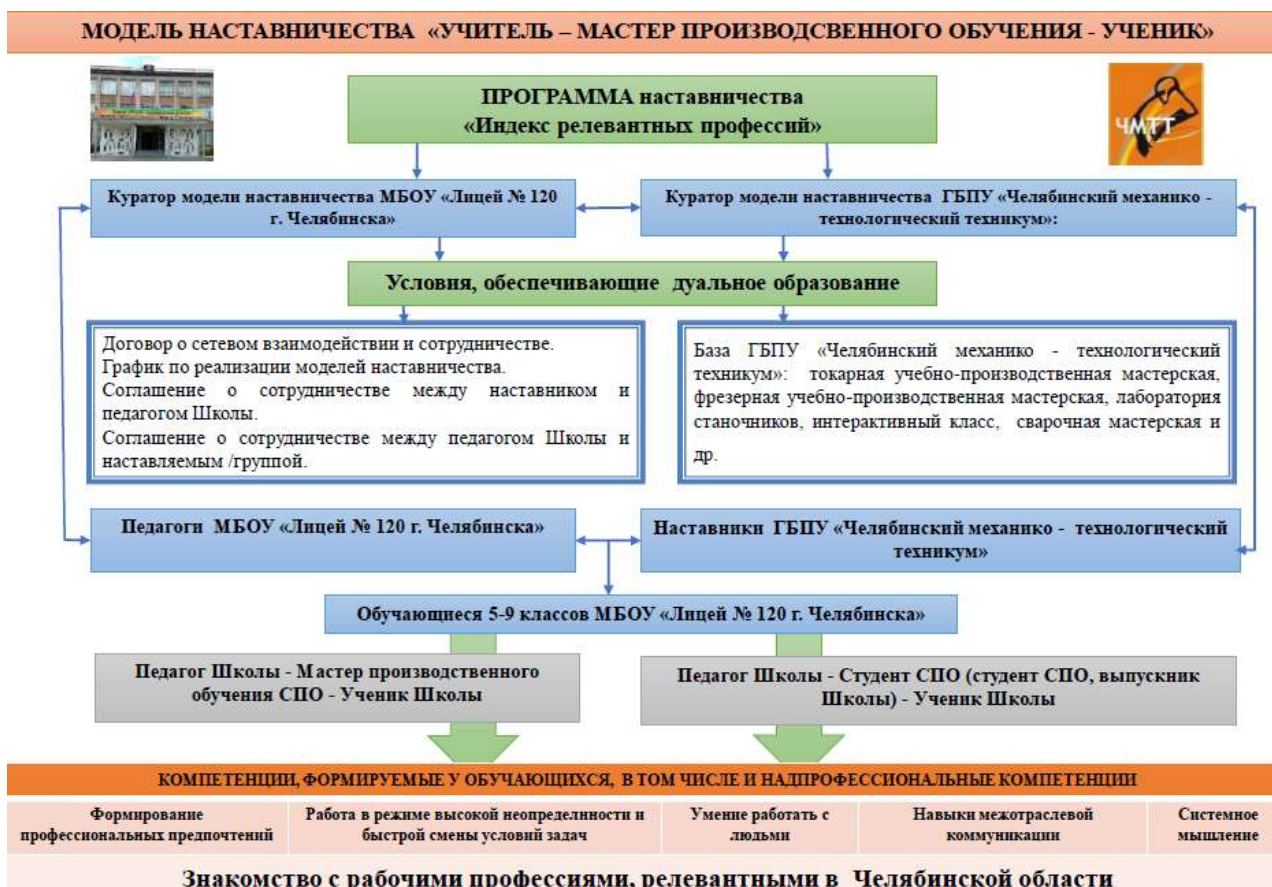 МОДЕЛЬ НАСТАВНИЧЕСТВА «УЧИТЕЛЬ – МАСТЕР ПРОИЗВОДСВЕННОГО ОБУЧЕНИЯ - УЧЕНИК»
ПРОГРАММА наставничества
«Индекс релевантных профессий»
ЧМТТ
Куратор модели наставничества МБОУ «Лицей № 120
г. Челябинска»
Куратор модели наставничества ГБПУ «Челябинский механико -
технологический техникум»:
Условия, обеспечивающие дуальное образование
Договор о сетевом взаимодействии и сотрудничестве.
График по реализации моделей наставничества.
Соглашение о сотрудничестве между наставником и
педагогом Школы.
Соглашение о сотрудничестве между педагогом Школы и
наставляемым /группой.
База ГБПУ «Челябинский механико - технологический
техникум»: токарная учебно-производственная мастерская,
фрезерная учебно-производственная мастерская, лаборатория
станочников, интерактивный класс, сварочная мастерская и
др.
Педагоги МБОУ «Лицей № 120 г. Челябинска»
Наставники ГБПУ «Челябинский механико - технологический
техникум»
Обучающиеся 5-9 классов МБОУ «Лицей № 120 г. Челябинска»
Педагог Школы - Мастер производственного
обучения СПО - Ученик Школы
Педагог Школы - Студент СПО (студент СПО, выпускник
Школы) - Ученик Школы
КОМПЕТЕНЦИИ, ФОРМИРУЕМЫЕ У ОБУЧАЮЩИХСЯ, В ТОМ ЧИСЛЕ И НАДПРОФЕССИОНАЛЬНЫЕ КОМПЕТЕНЦИИ
Формирование
профессиональных предпочтений
Работа в режиме высокой неопределнности и
быстрой смены условий задач
Умение работать с
людьми
Навыки межотраслевой
коммуникации
Системное
мышление
Знакомство с рабочими профессиями, релевантными в Челябинской области